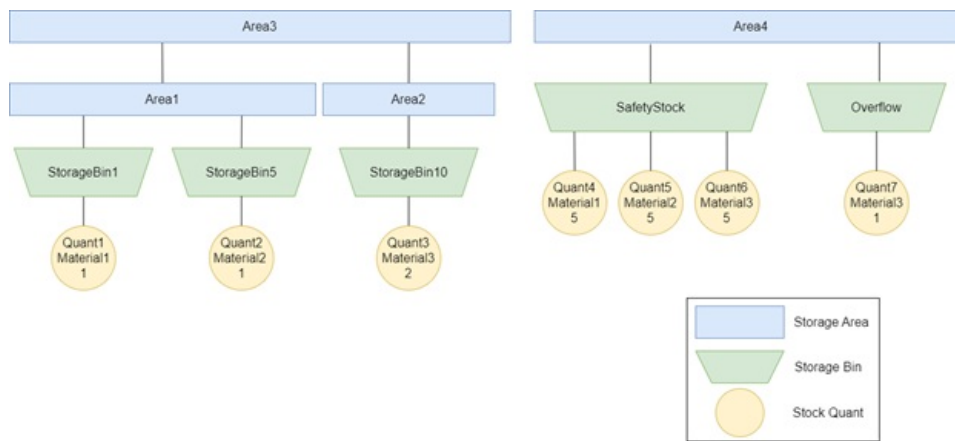 Area3
Area4
Area1
Area2
SafetyStock
Overflow
StorageBin1
StorageBin5
StorageBin10
Quant4
Material1
5
Quant5
Material2
5
Quant6
Material3
5
Quant7
Material3
1
Quant1
Material1
1
Quant2
Material2
1
Quant3
Material3
2
Storage Area
Storage Bin
Stock Quant